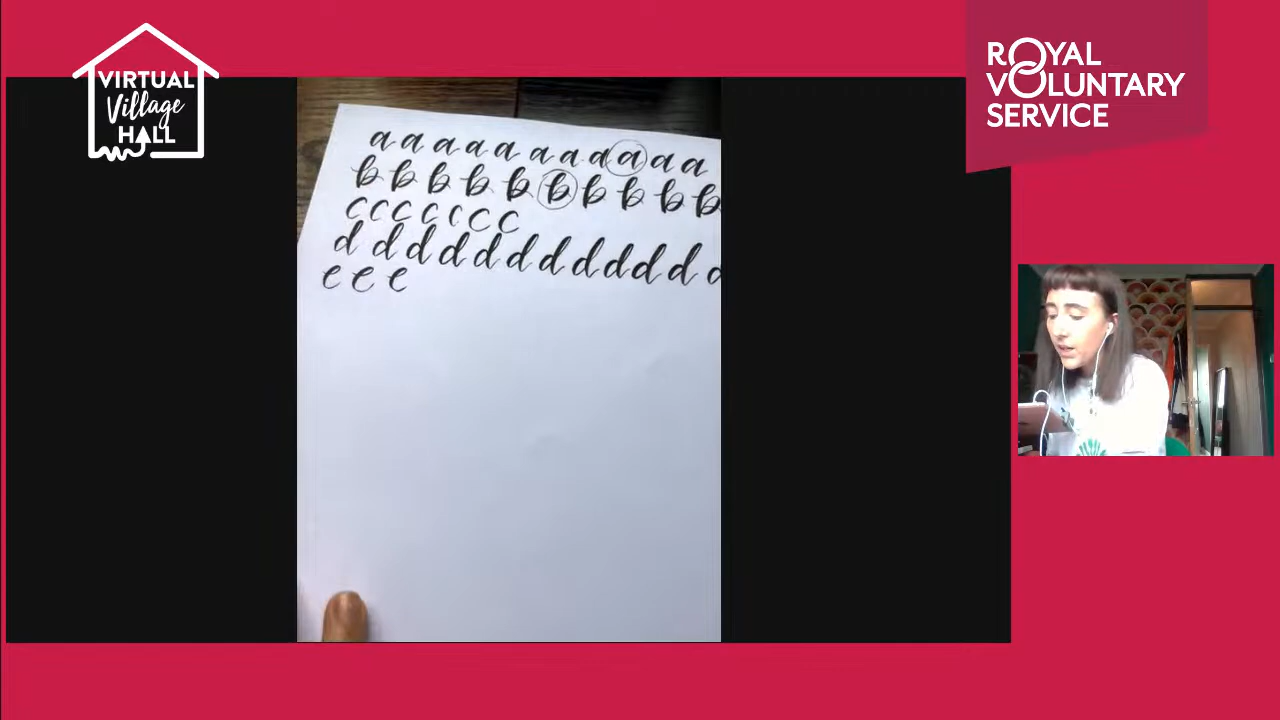 VIRTUAL
Village
HALL
ROYAL
VOLUNTARY
SERVICE
a a a a a a a a a a a
b b b b b b b b b b
c c c c c c c
d d d d d d d d d d d d
e e e